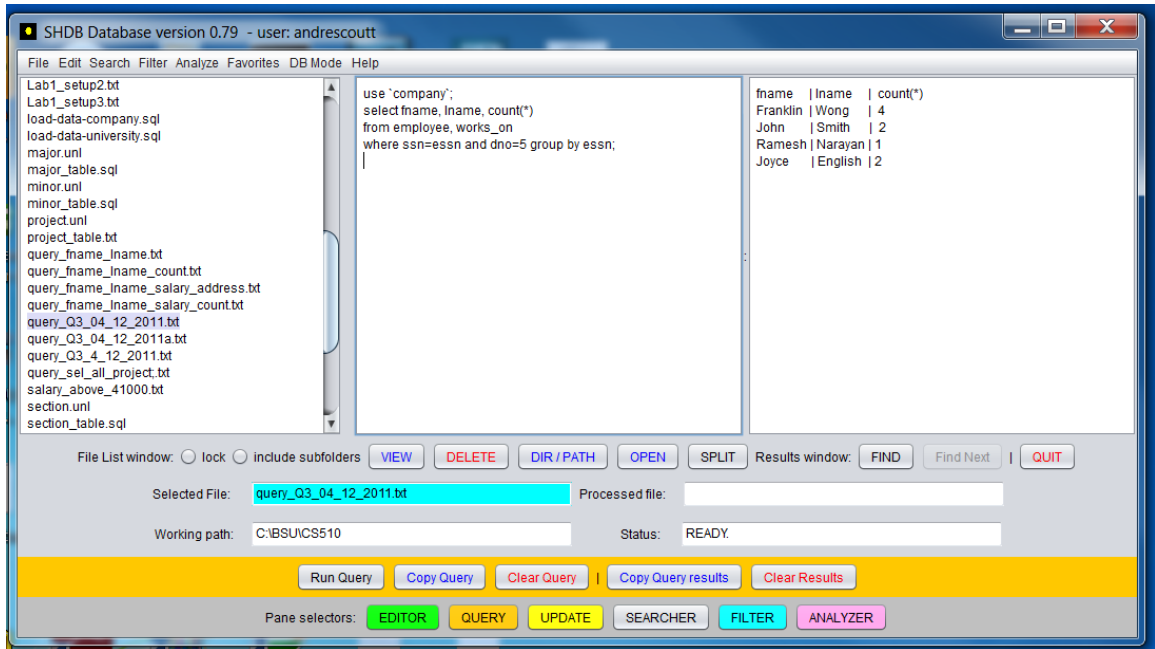 SHDB Database version 0.79 - user: andrescoutt
File Edit Search Filter Analyze Favorites DB Mode Help
Lab1_setup2.txt
Lab1_setup3.txt
load-data-company.sql
load-data-university.sql
major.unl
major_table.sql
minor.unl
minor_table.sql
project.unl
project_table.txt
query_fname_lname.txt
query_fname_lname_count.txt
query_fname_lname_salary_address.txt
query_fname_lname_salary_count.txt
query_Q3_04_12_2011.txt
query_Q3_04_12_2011a.txt
query_Q3_4_12_2011.txt
query_sel_all_project;.txt
salary_above_41000.txt
section.unl
section_table.sql
use `company`;
select fname, lname, count(*)
from employee, works_on
where ssn=essn and dno=5 group by essn;
fname | lname | count(*)
Franklin | Wong | 4
John | Smith | 2
Ramesh | Narayan | 1
Joyce | English | 2
File List window: lock include subfolders VIEW DELETE DIR / PATH OPEN SPLIT Results window: FIND Find Next | QUIT
Selected File: query_Q3_04_12_2011.txt Processed file:
Working path: C:\BSU\CS510 Status: READY.
Run Query Copy Query Clear Query | Copy Query results Clear Results
Pane selectors: EDITOR QUERY UPDATE SEARCHER FILTER ANALYZER